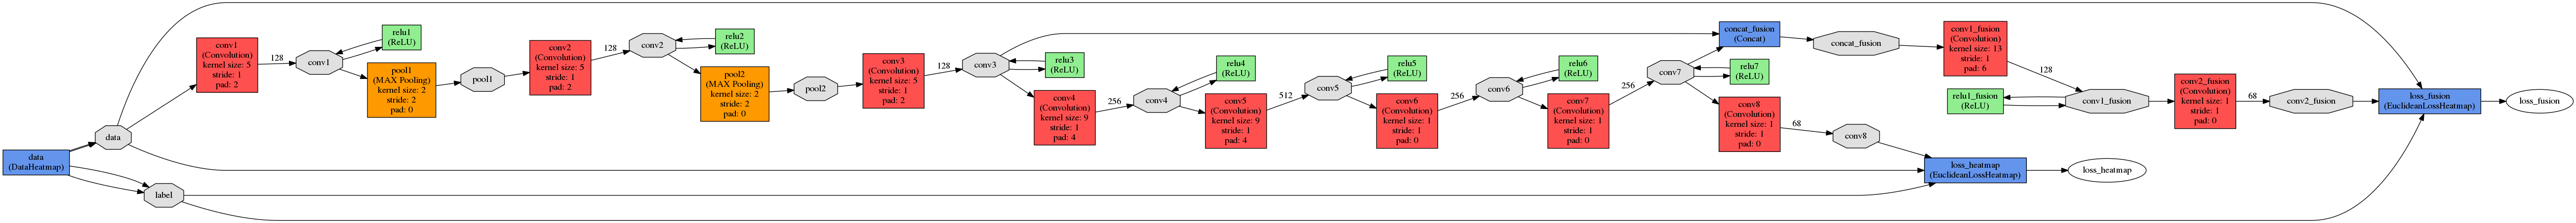 data
(DataHeatmap)
data
label
conv1
(Convolution)
kernel size: 5
stride: 1
pad: 2
128
conv1
relu1
(ReLU)
pool1
(MAX Pooling)
kernel size: 2
stride: 2
pad: 0
pool1
conv2
(Convolution)
kernel size: 5
stride: 1
pad: 2
128
conv2
relu2
(ReLU)
pool2
(MAX Pooling)
kernel size: 2
stride: 2
pad: 0
pool2
conv3
(Convolution)
kernel size: 5
stride: 1
pad: 2
128
conv3
relu3
(ReLU)
conv4
(Convolution)
kernel size: 9
stride: 1
pad: 4
256
conv4
relu4
(ReLU)
conv5
(Convolution)
kernel size: 9
stride: 1
pad: 4
512
conv5
relu5
(ReLU)
conv6
(Convolution)
kernel size: 1
stride: 1
pad: 0
256
conv6
relu6
(ReLU)
conv7
(Convolution)
kernel size: 1
stride: 1
pad: 0
256
conv7
relu7
(ReLU)
concat_fusion
(Concat)
conv8
(Convolution)
kernel size: 1
stride: 1
pad: 0
68
conv8
concat_fusion
conv1_fusion
(Convolution)
kernel size: 13
stride: 1
pad: 6
128
relu1_fusion
(ReLU)
conv1_fusion
conv2_fusion
(Convolution)
kernel size: 1
stride: 1
pad: 0
68
conv2_fusion
loss_heatmap
(EuclideanLossHeatmap)
loss_heatmap
loss_fusion
(EuclideanLossHeatmap)
loss_fusion